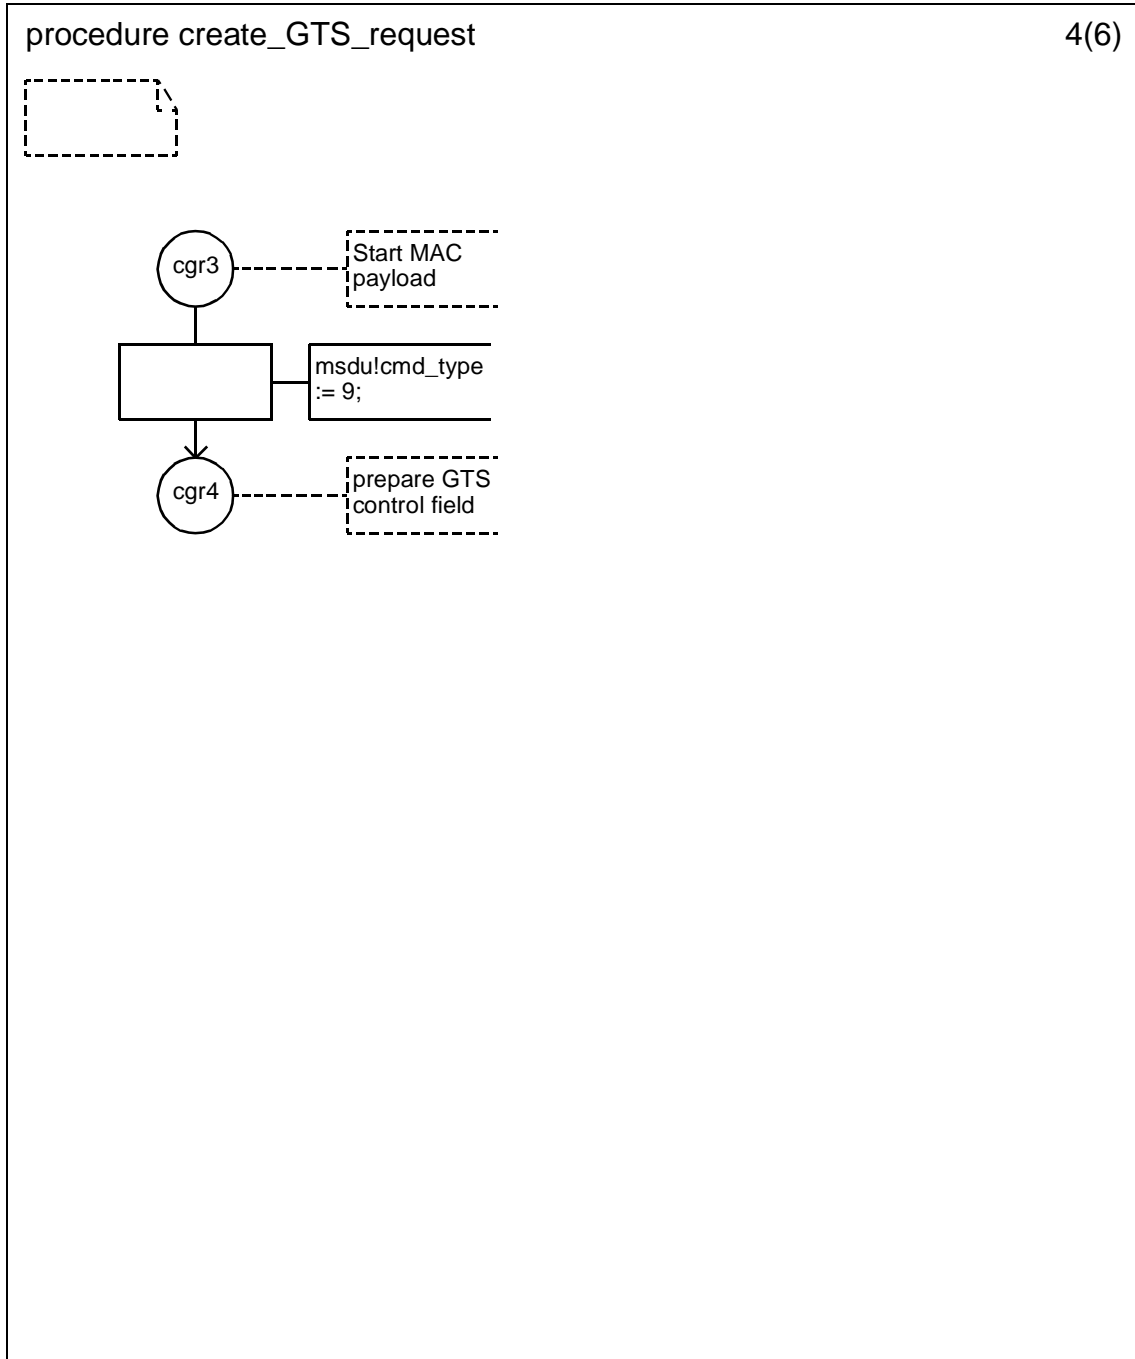 procedure create_GTS_request 4(6)
cgr3
Start MAC
payload
msdu!cmd_type
:= 9;
cgr4
prepare GTS
control field